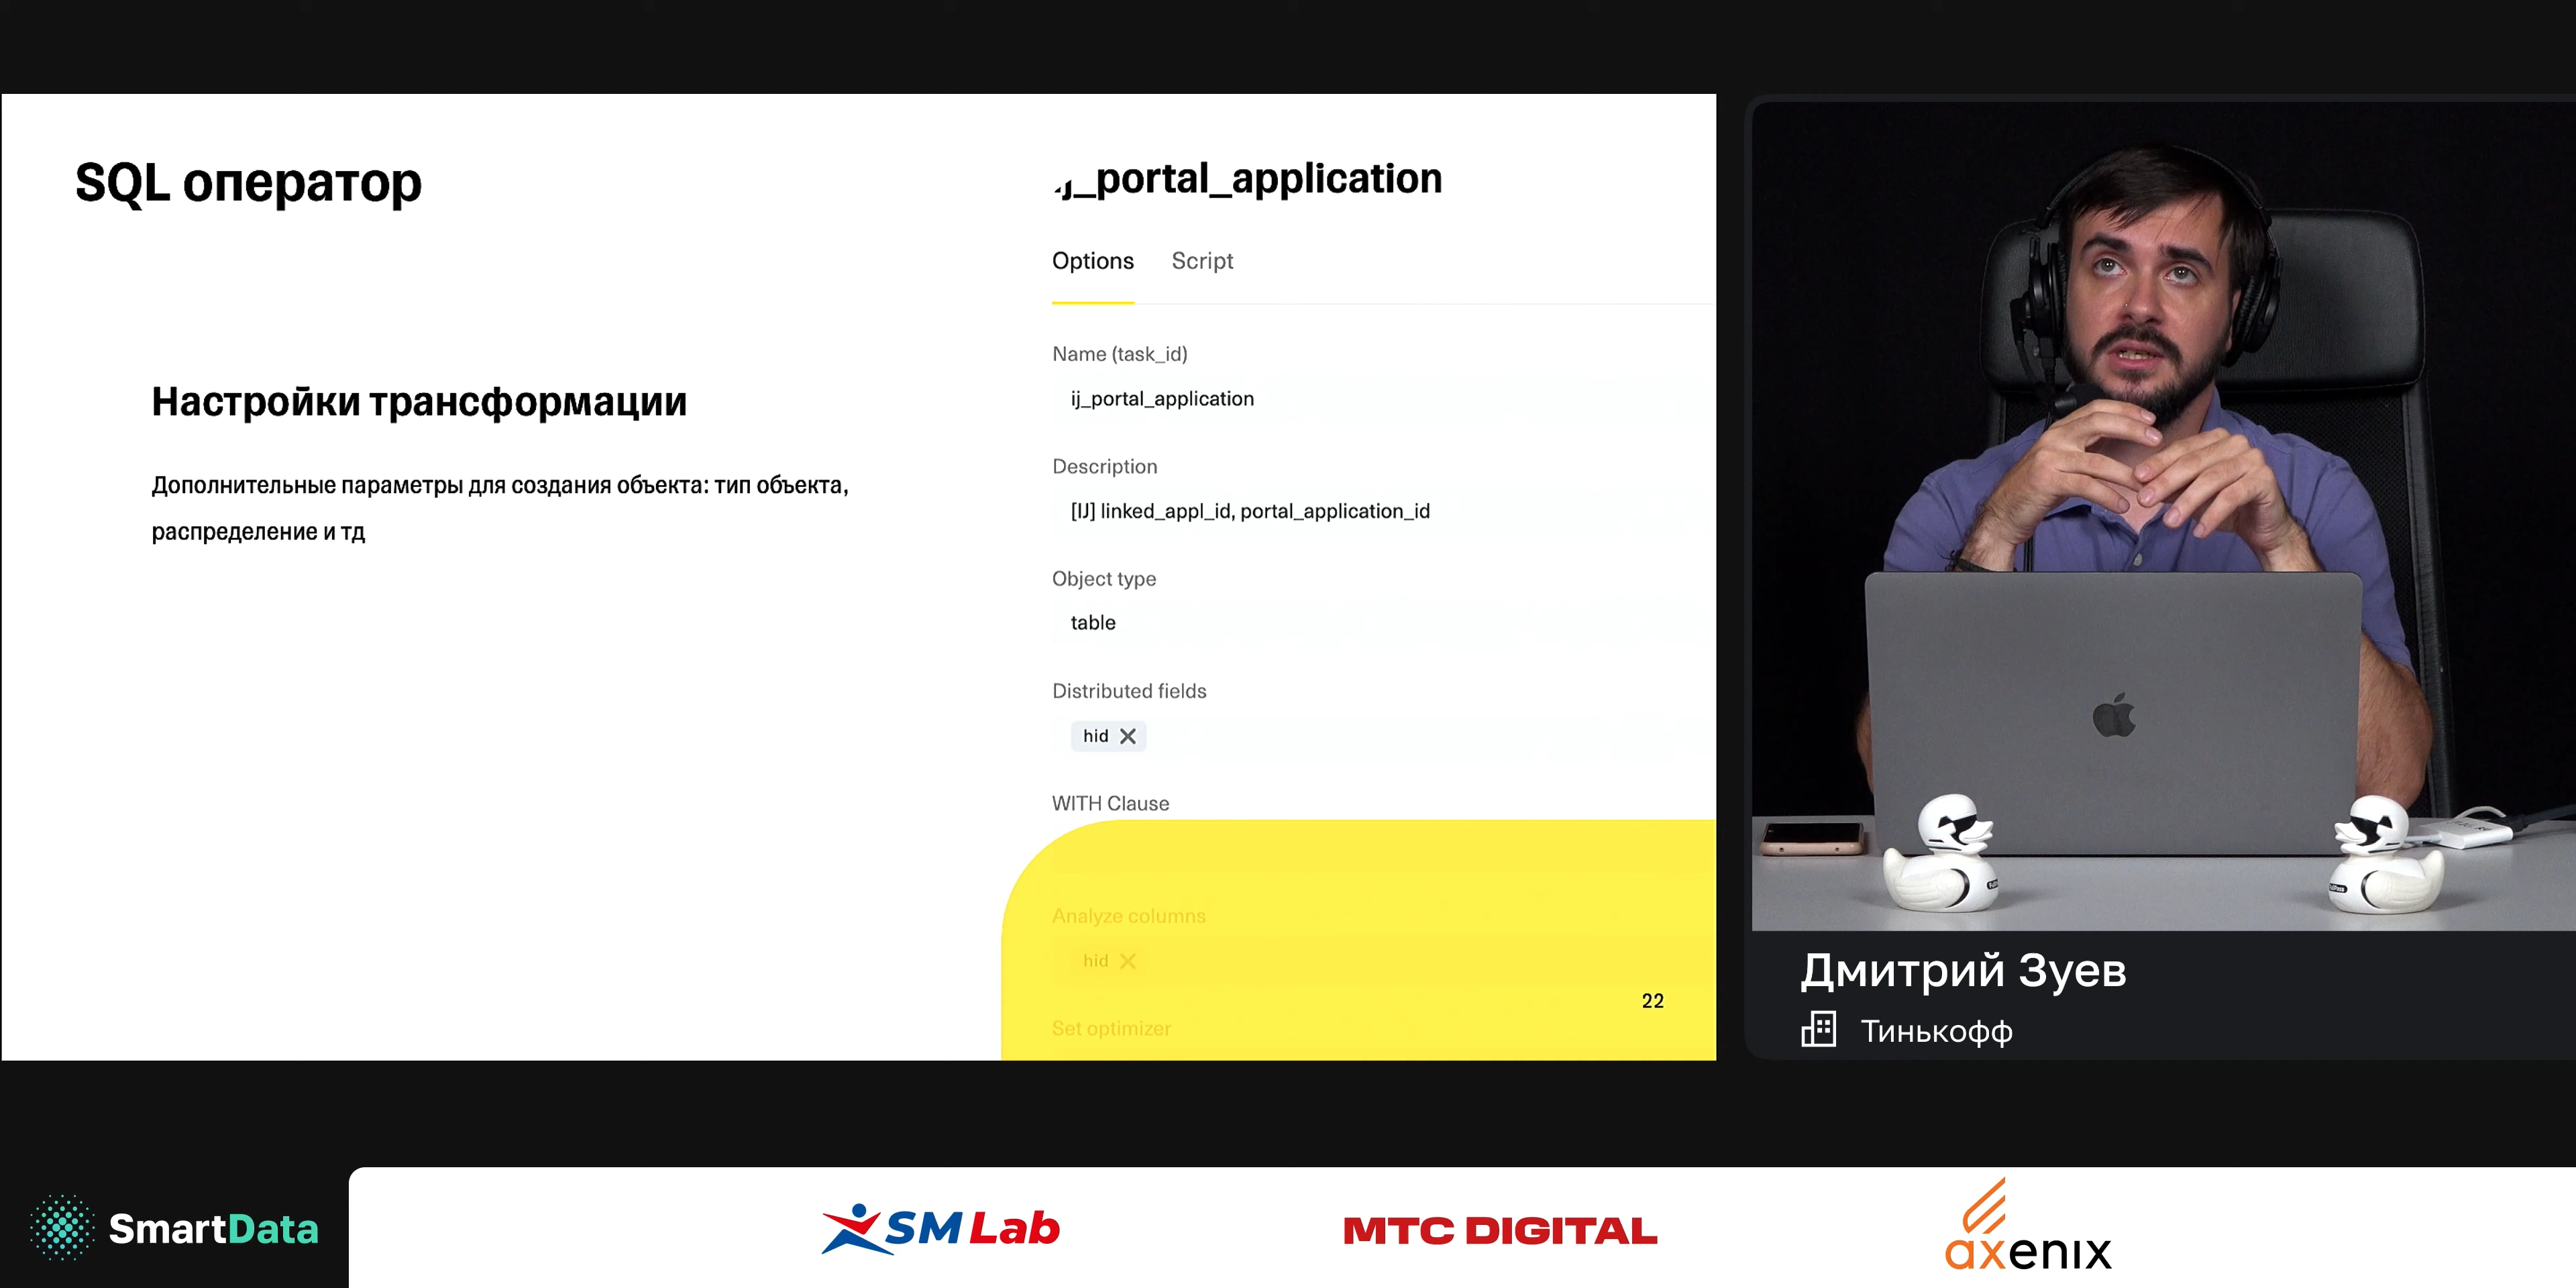 SQL оператор
Настройки трансформации
Дополнительные параметры для создания объекта: тип объекта,
распределение и тд
ij_portal_application
Options Script
Name (task_id)
ij_portal_application
Description
[IJ] linked_appl_id, portal_application_id
Object type
table
Distributed fields
hid
WITH Clause
Analyze columns
hid
Set optimizer
22
Дмитрий Зуев
Тинькофф
SmartData
SM Lab
МТС DIGITAL
axenix